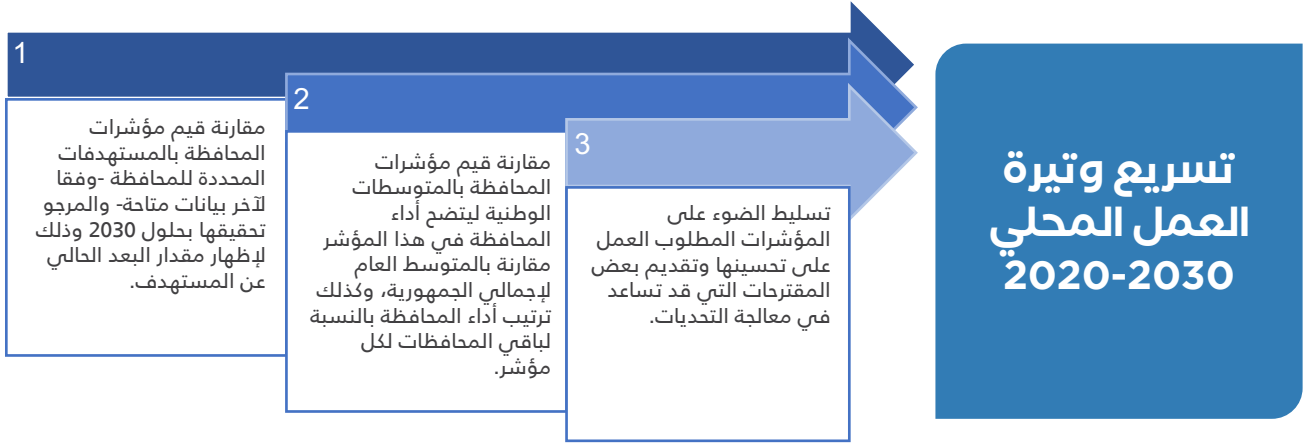 1
مقارنة قيم مؤشرات
المحافظة بالمستهدفات
المحددة للمحافظة -وفقا
لآخر بيانات متاحة- والمرجو
تحقيقها بحلول 2030 وذلك
لإظهار مقدار البعد الحالي
عن المستهدف.
2
مقارنة قيم مؤشرات
المحافظة بالمتوسطات
الوطنية ليتضح أداء
المحافظة في هذا المؤشر
مقارنة بالمتوسط العام
لإجمالي الجمهورية، وكذلك
ترتيب أداء المحافظة بالنسبة
لباقي المحافظات لكل
مؤشر.
3
تسليط الضوء على
المؤشرات المطلوب العمل
على تحسينها وتقديم بعض
المقترحات التي قد تساعد
في معالجة التحديات.
تسريع وتيرة
العمل المحلي
2020-2030